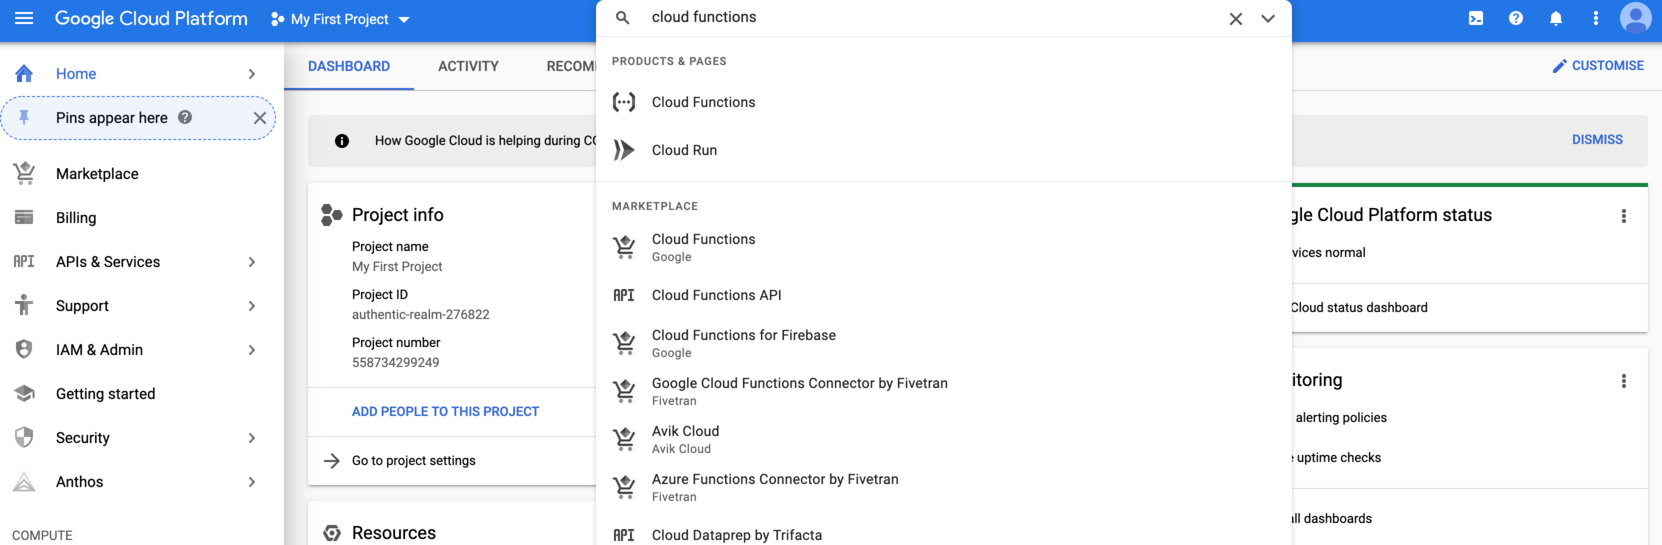 Google Cloud Platform
My First Project
cloud functions
Home
Pins appear here
Marketplace
Billing
API
APIs & Services
Support
IAM & Admin
Getting started
Security
Anthos
COMPUTE
DASHBOARD
ACTIVITY
RECOM
CUSTOMISE
How Google Cloud is helping during CO
DISMISS
Project info
Project name
My First Project
Project ID
authentic-realm-276822
Project number
558734299249
ADD PEOPLE TO THIS PROJECT
Go to project settings
Resources
PRODUCTS & PAGES
Cloud Functions
Cloud Run
MARKETPLACE
Cloud Functions
Google
API
Cloud Functions API
Cloud Functions for Firebase
Google
Google Cloud Functions Connector by Fivetran
Fivetran
Avik Cloud
Avik Cloud
Azure Functions Connector by Fivetran
Fivetran
API
Cloud Dataprep by Trifacta
gle Cloud Platform status
vices normal
Cloud status dashboard
itoring
alerting policies
uptime checks
all dashboards